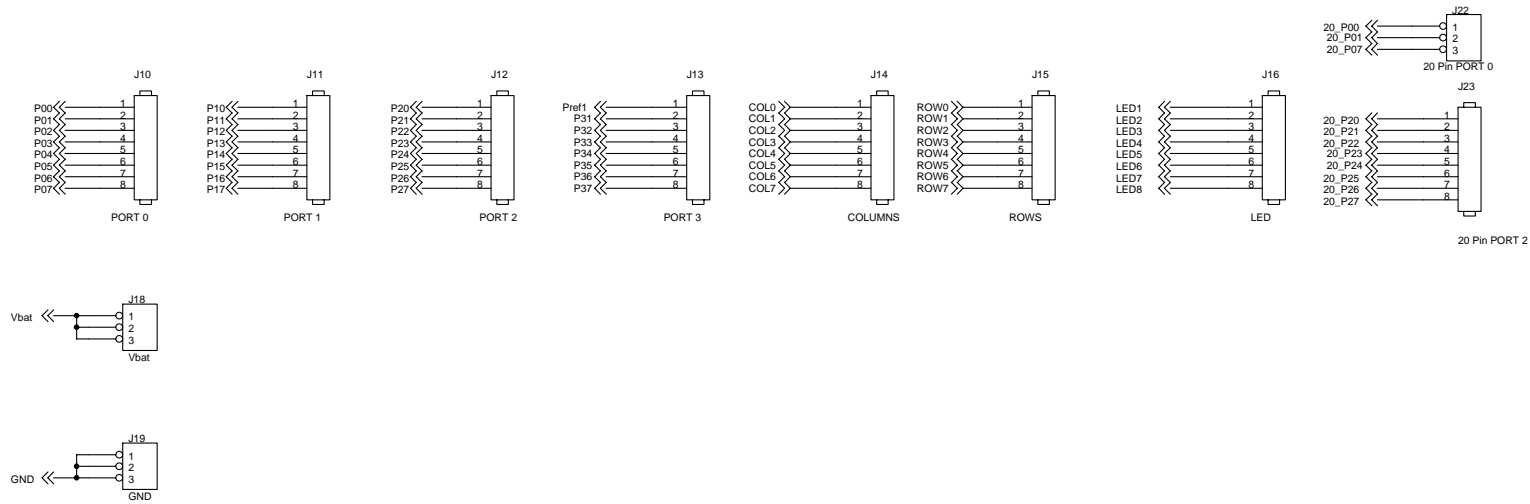 J22
20_P00 1
20_P01 2
20_P07 3
20 Pin PORT 0
J10
P00 1
P01 2
P02 3
P03 4
P04 5
P05 6
P06 7
P07 8
PORT 0
J11
P10 1
P11 2
P12 3
P13 4
P14 5
P15 6
P16 7
P17 8
PORT 1
J12
P20 1
P21 2
P22 3
P23 4
P24 5
P25 6
P26 7
P27 8
PORT 2
J13
Pref1 1
P31 2
P32 3
P33 4
P34 5
P35 6
P36 7
P37 8
PORT 3
J14
COL0 1
COL1 2
COL2 3
COL3 4
COL4 5
COL5 6
COL6 7
COL7 8
COLUMNS
J15
ROW0 1
ROW1 2
ROW2 3
ROW3 4
ROW4 5
ROW5 6
ROW6 7
ROW7 8
ROWS
J16
LED1 1
LED2 2
LED3 3
LED4 4
LED5 5
LED6 6
LED7 7
LED8 8
LED
J23
20_P20 1
20_P21 2
20_P22 3
20_P23 4
20_P24 5
20_P25 6
20_P26 7
20_P27 8
20 Pin PORT 2
J18
Vbat 1
2
3
Vbat
J19
1
2
GND 3
GND